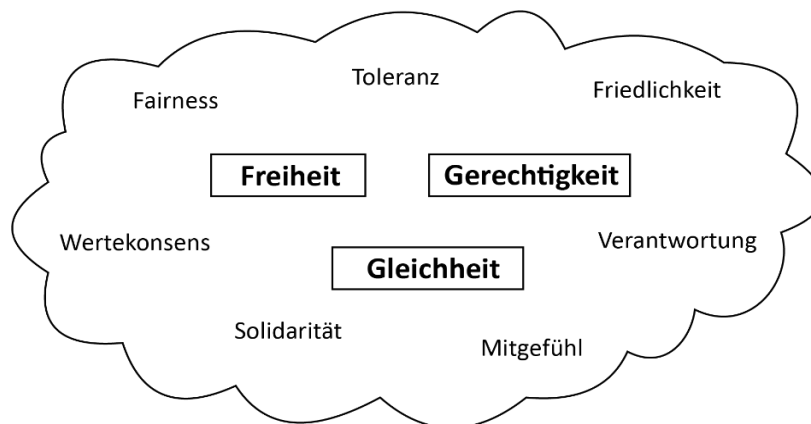 Toleranz
Fairness
Friedlichkeit
Freiheit
Gerechtigkeit
Wertekonsens
Verantwortung
Gleichheit
Solidarität
Mitgefühl